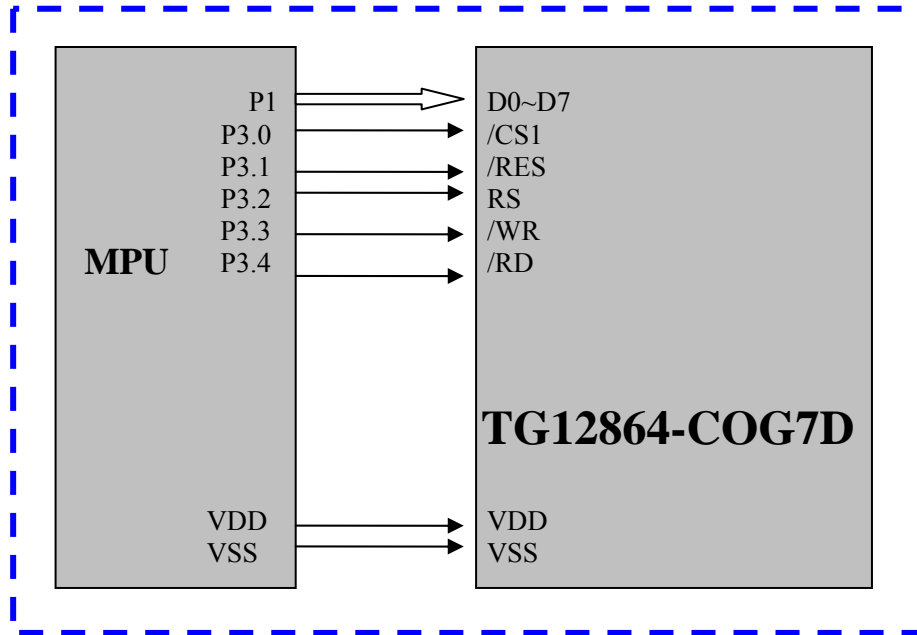 P1 D0~D7
P3.0 /CS1
P3.1 /RES
P3.2 RS
P3.3 /WR
MPU P3.4 /RD
TG12864-COG7D
VDD VDD
VSS VSS